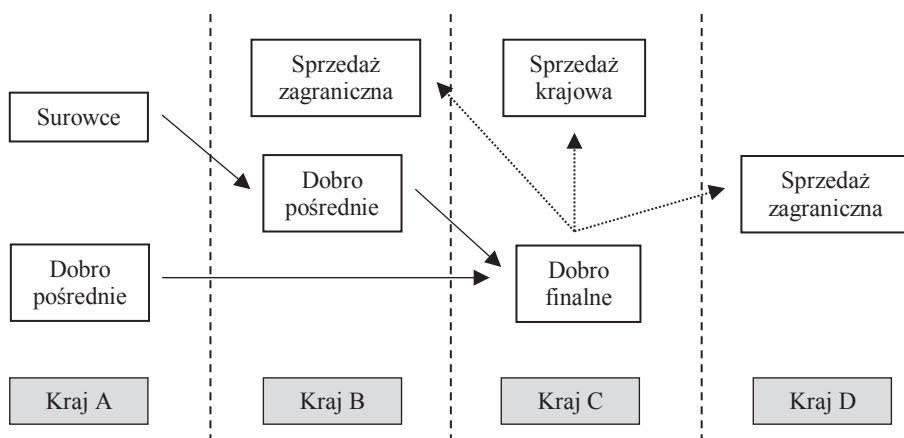 Sprzedaż
zagraniczna
Sprzedaż
krajowa
Surowce
Dobro
pośrednie
Sprzedaż
zagraniczna
Dobro
pośrednie
Dobro
finalne
Kraj A
Kraj B
Kraj C
Kraj D